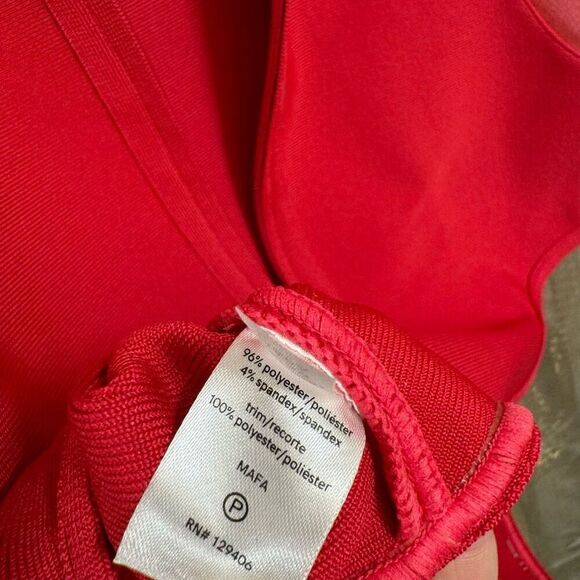 96% polyester/poliéster
4% spandex/spandex
trim/recorte
100% polyester/poliéster
MAFA
P
RN# 129406